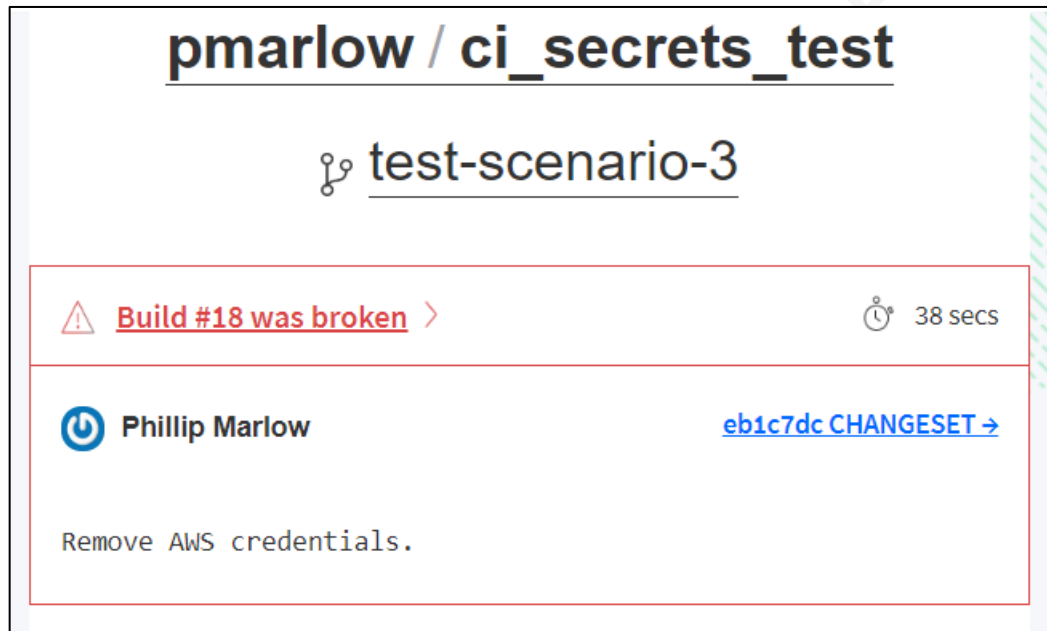 pmarlow / ci_secrets_test
test-scenario-3
Build #18 was broken >
38 secs
Phillip Marlow
eb1c7dc CHANGESET →
Remove AWS credentials.